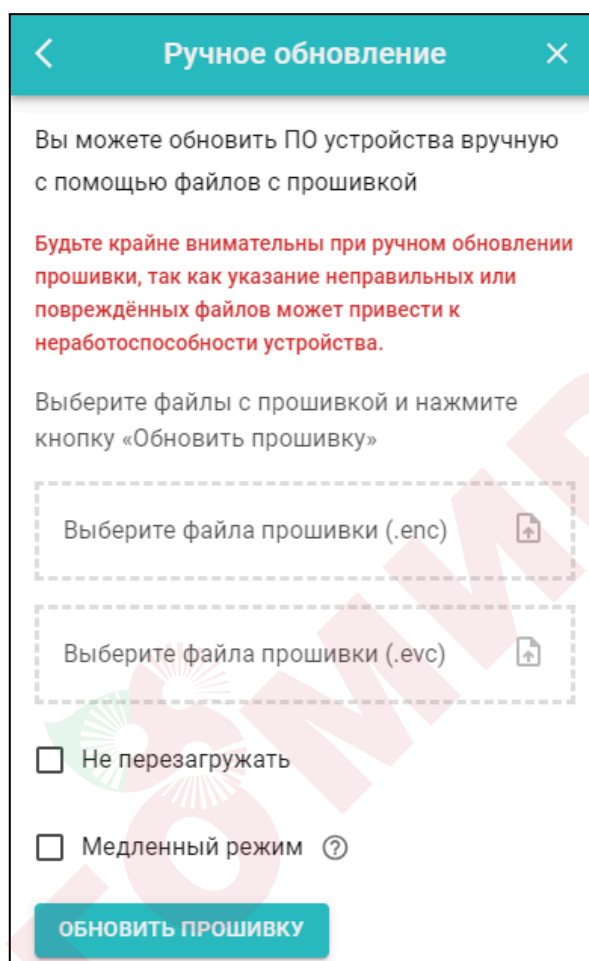 Ручное обновление
Вы можете обновить ПО устройства вручную
с помощью файлов с прошивкой
Будьте крайне внимательны при ручном обновлении
прошивки, так как указание неправильных или
повреждённых файлов может привести к
неработоспособности устройства.
Выберите файлы с прошивкой и нажмите
кнопку «Обновить прошивку»
Выберите файла прошивки (.enc)
Выберите файла прошивки (.evc)
Не перезагружать
Медленный режим ?
ОБНОВИТЬ ПРОШИВКУ